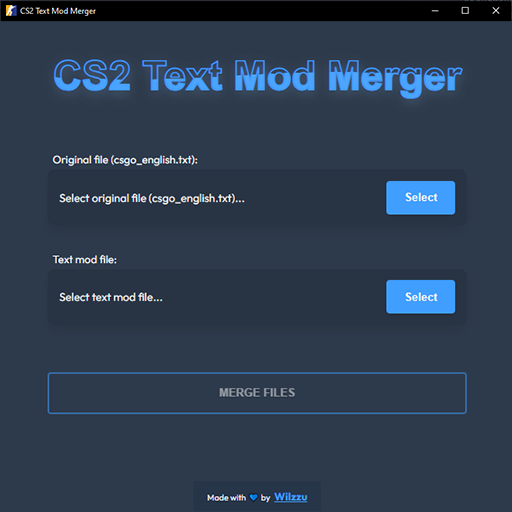 CS2 Text Mod Merger
CS2 Text Mod Merger
Original file (csgo_english.txt):
Select original file (csgo_english.txt)... Select
Text mod file:
Select text mod file... Select
MERGE FILES
Made with 💙 by Wilzzu